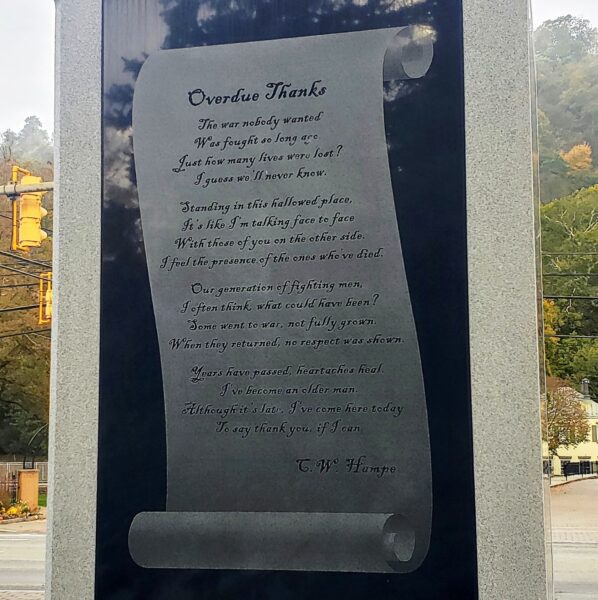 Overdue Thanks
The war nobody wanted
Was fought so long ago.
Just how many lives were lost?
I guess we'll never know.
Standing in this hallowed place,
It's like I'm talking face to face
With those of you on the other side.
I feel the presence of the ones who've died.
Our generation of fighting men,
I often think, what could have been?
Some went to war, not fully grown.
When they returned, no respect was shown.
Years have passed, heartaches heal.
I've become an older man.
Although it's late, I've come here today
To say thank you, if I can.
C.W. Hampe